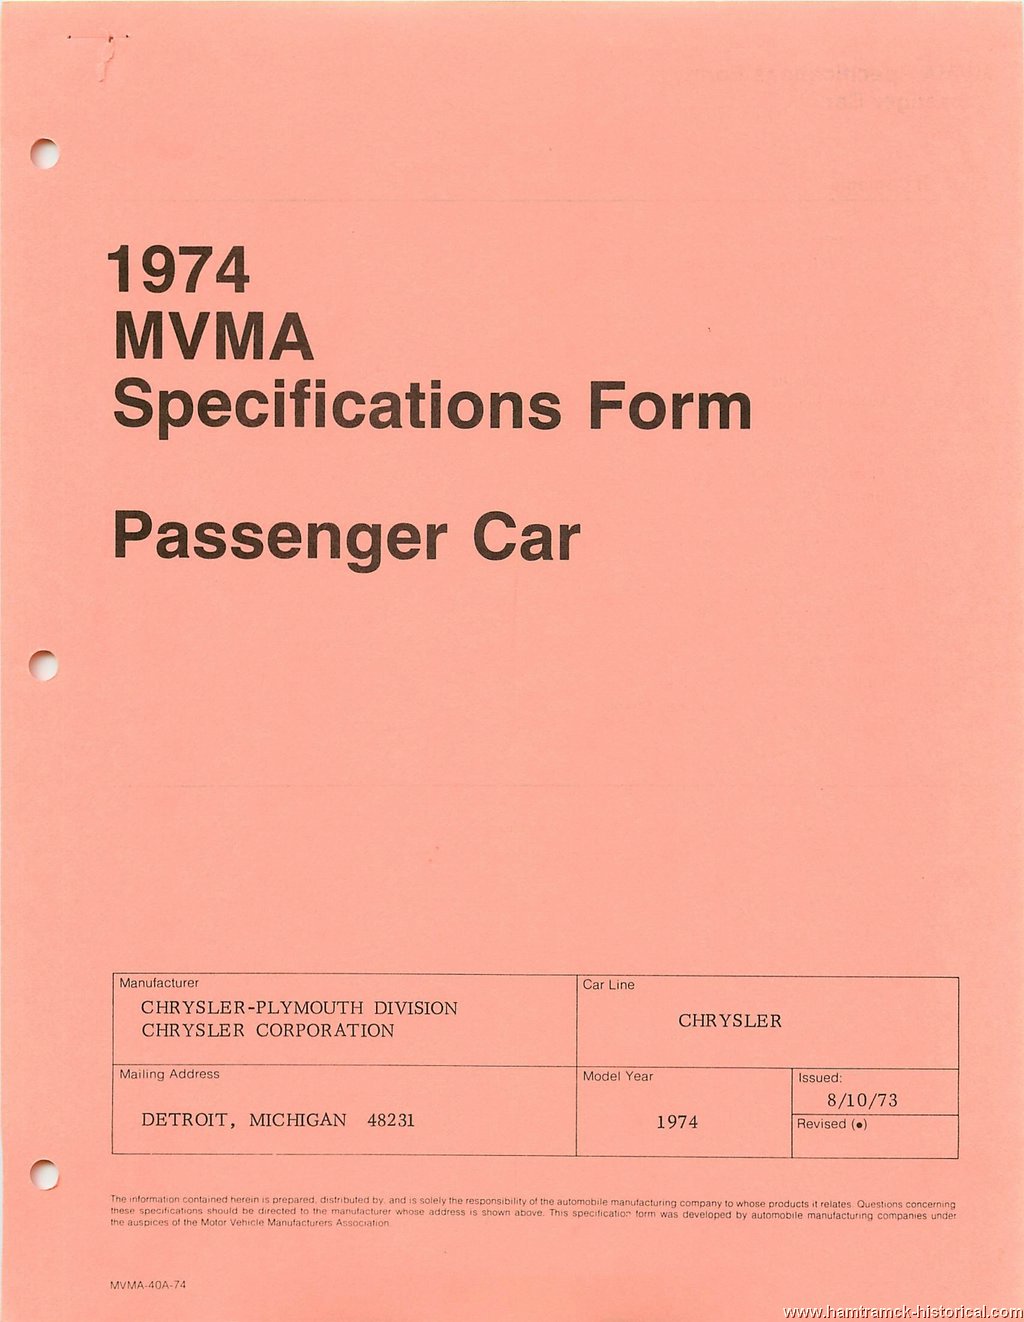 1974
MVMA
Specifications Form
Passenger Car
Manufacturer
CHRYSLER-PLYMOUTH DIVISION
CHRYSLER CORPORATION
Car Line
CHRYSLER
Mailing Address
DETROIT, MICHIGAN 48231
Model Year
1974
Issued:
8/10/73
Revised (•)
The information contained herein is prepared, distributed by, and is solely the responsibility of the automobile manufacturing company to whose products it relates. Questions concerning
these specifications should be directed to the manufacturer whose address is shown above. This specification form was developed by automobile manufacturing companies under
the auspices of the Motor Vehicle Manufacturers Association.
MVMA-40A-74
www.hamtramck-historical.com